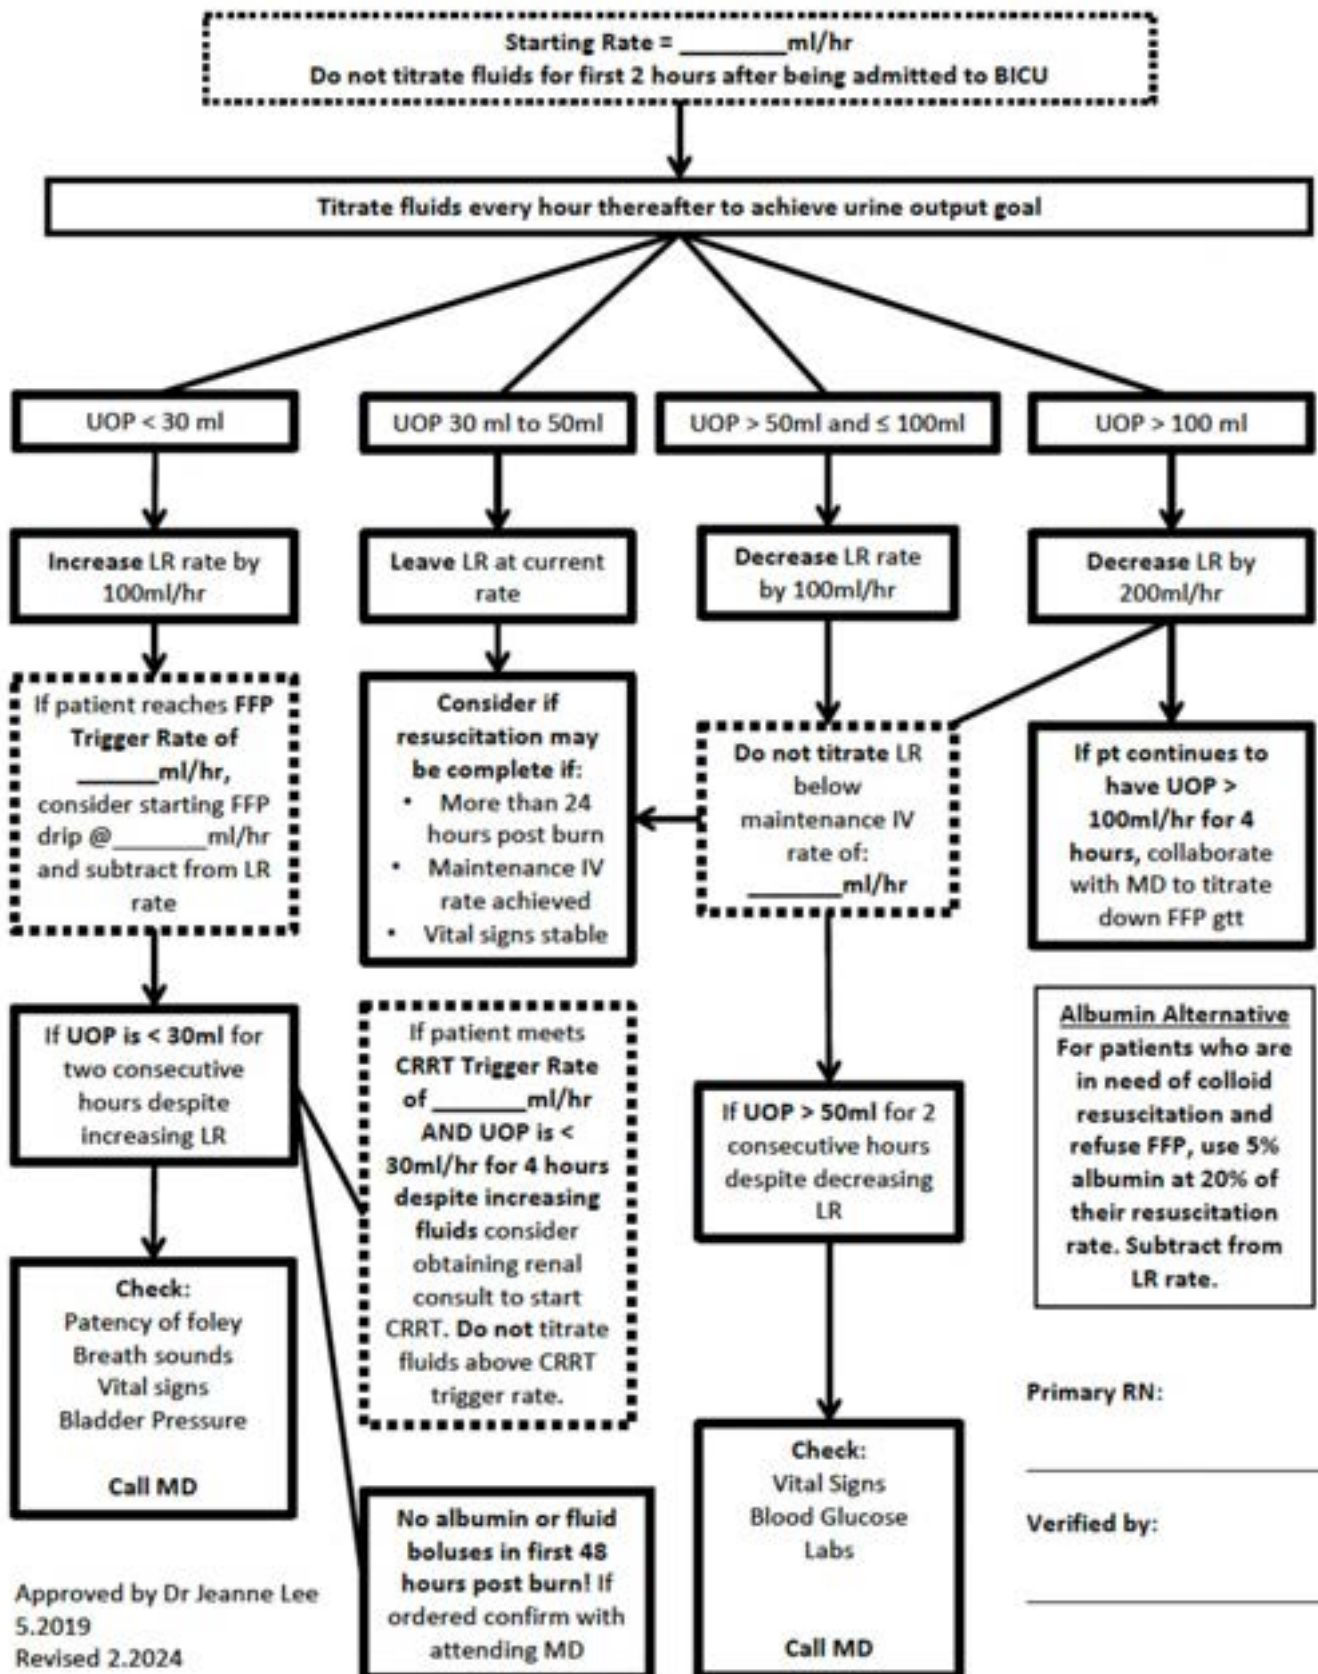 Starting Rate = ________ml/hr
Do not titrate fluids for first 2 hours after being admitted to BICU
Titrate fluids every hour thereafter to achieve urine output goal
UOP < 30 ml
UOP 30 ml to 50ml
UOP > 50ml and ≤ 100ml
UOP > 100 ml
Increase LR rate by
100ml/hr
Leave LR at current
rate
Decrease LR rate
by 100ml/hr
Decrease LR by
200ml/hr
If patient reaches FFP
Trigger Rate of
______ml/hr,
consider starting FFP
drip @_______ml/hr
and subtract from LR
rate
Consider if
resuscitation may
be complete if:
• More than 24
hours post burn
• Maintenance IV
rate achieved
• Vital signs stable
Do not titrate LR
below
maintenance IV
rate of:
_______ml/hr
If pt continues to
have UOP >
100ml/hr for 4
hours, collaborate
with MD to titrate
down FFP gtt
If UOP is < 30ml for
two consecutive
hours despite
increasing LR
If patient meets
CRRT Trigger Rate
of _______ml/hr
AND UOP is <
30ml/hr for 4 hours
despite increasing
fluids consider
obtaining renal
consult to start
CRRT. Do not titrate
fluids above CRRT
trigger rate.
If UOP > 50ml for 2
consecutive hours
despite decreasing
LR
Albumin Alternative
For patients who are
in need of colloid
resuscitation and
refuse FFP, use 5%
albumin at 20% of
their resuscitation
rate. Subtract from
LR rate.
Check:
Patency of foley
Breath sounds
Vital signs
Bladder Pressure
Call MD
No albumin or fluid
boluses in first 48
hours post burn! If
ordered confirm with
attending MD
Check:
Vital Signs
Blood Glucose
Labs
Call MD
Primary RN:
Verified by:
Approved by Dr Jeanne Lee
5.2019
Revised 2.2024